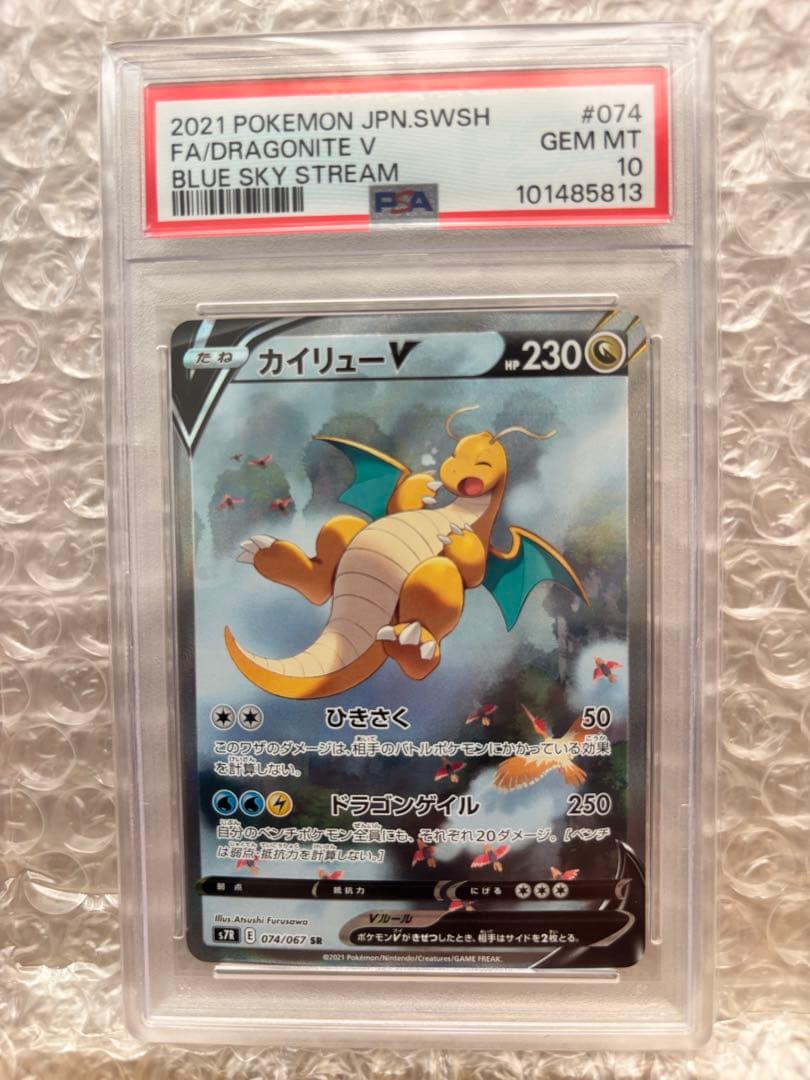 2021 POKEMON JPN.SWSH #074
FA/DRAGONITE V GEM MT
BLUE SKY STREAM 10
PSA 101485813
たね カイリューV HP 230
ひきさく 50
このワザのダメージは、相手のバトルポケモンにかかっている効果
を計算しない。
ドラゴンゲイル 250
自分のベンチポケモン全員にも、それぞれ20ダメージ。[ベンチ
は弱点・抵抗力を計算しない。]
弱点 抵抗力 にげる
Illus. Atsushi Furusawa
Vルール
s7R E 074/067 SR
ポケモンVがきぜつしたとき、相手はサイドを2枚とる。
©2021 Pokémon/Nintendo/Creatures/GAME FREAK.